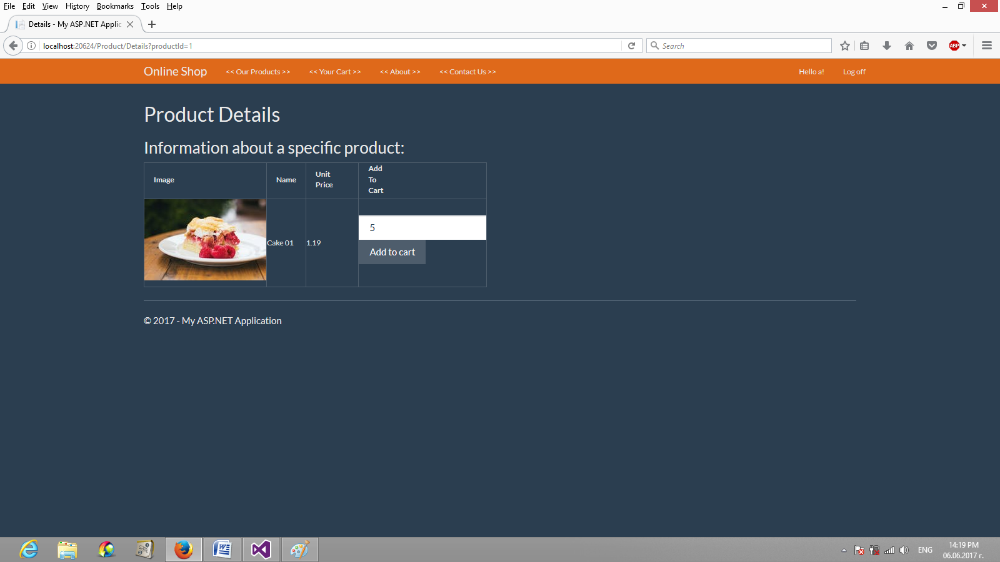 File Edit View History Bookmarks Tools Help
Details - My ASP.NET Applic
localhost:20624/Product/Details?productId=1
Search
ABP
Online Shop << Our Products >> << Your Cart >> << About >> << Contact Us >> Hello a! Log off
Product Details
Information about a specific product:
Image Name Unit Price Add To Cart
Cake 01 1.19 5
Add to cart
© 2017 - My ASP.NET Application
ENG
14:19 PM
06.06.2017 г.